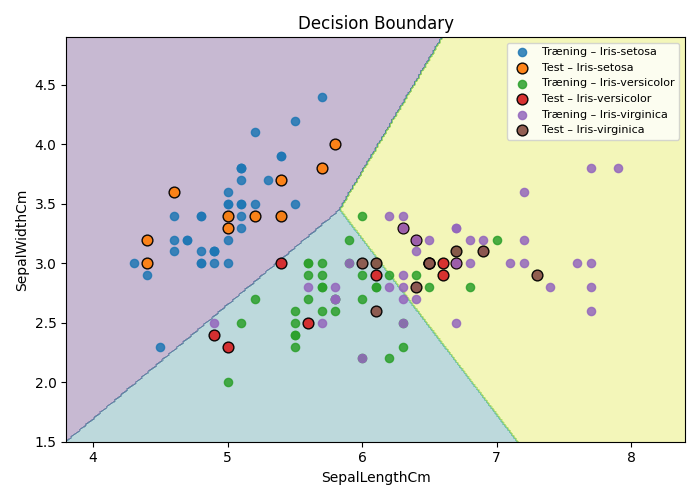 Decision Boundary
Træning – Iris-setosa
Test – Iris-setosa
Træning – Iris-versicolor
Test – Iris-versicolor
Træning – Iris-virginica
Test – Iris-virginica
SepalWidthCm
4.5
4.0
3.5
3.0
2.5
2.0
1.5
4 5 6 7 8
SepalLengthCm